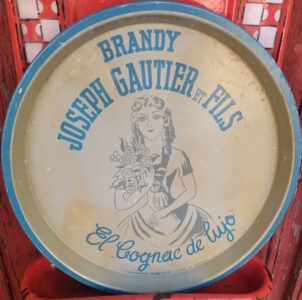 BRANDY
JOSEPH GAUTIER ET FILS
El Cognac de lujo